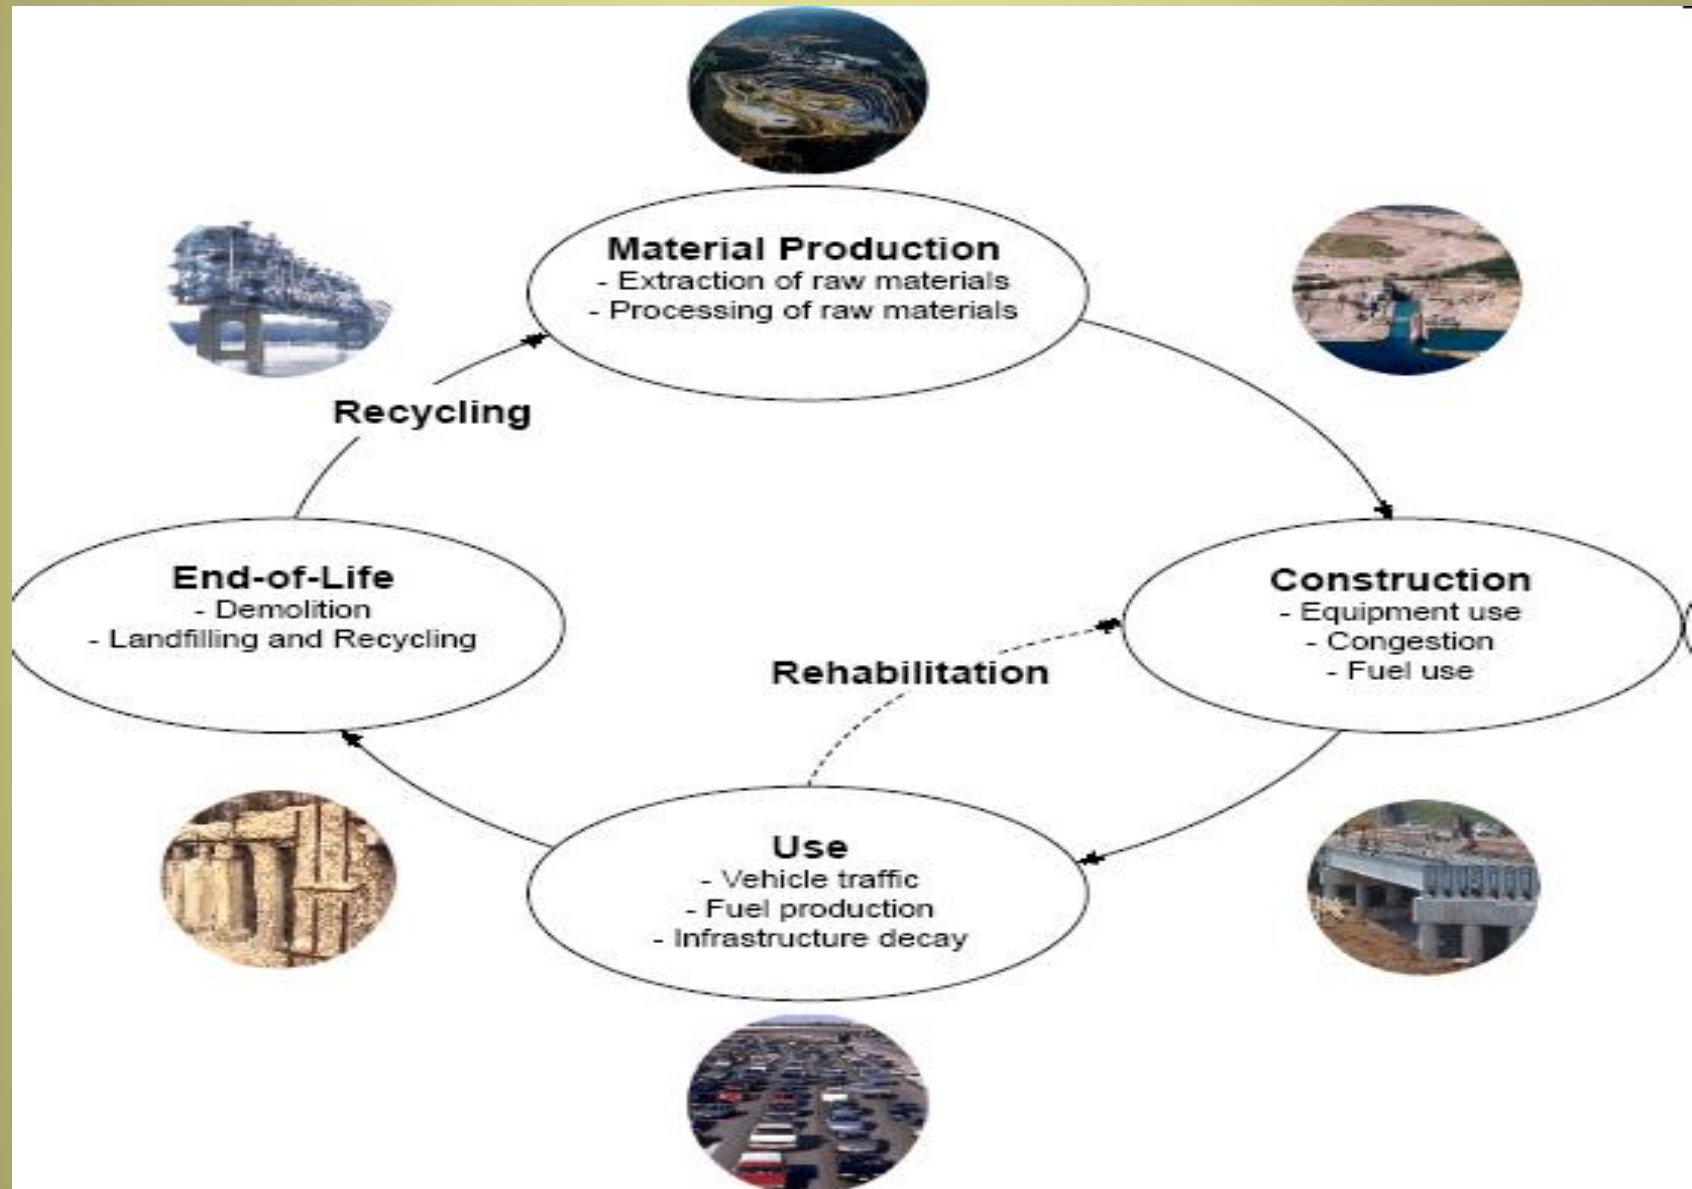 Material Production
- Extraction of raw materials
- Processing of raw materials
Recycling
End-of-Life
- Demolition
- Landfilling and Recycling
Construction
- Equipment use
- Congestion
- Fuel use
Rehabilitation
Use
- Vehicle traffic
- Fuel production
- Infrastructure decay